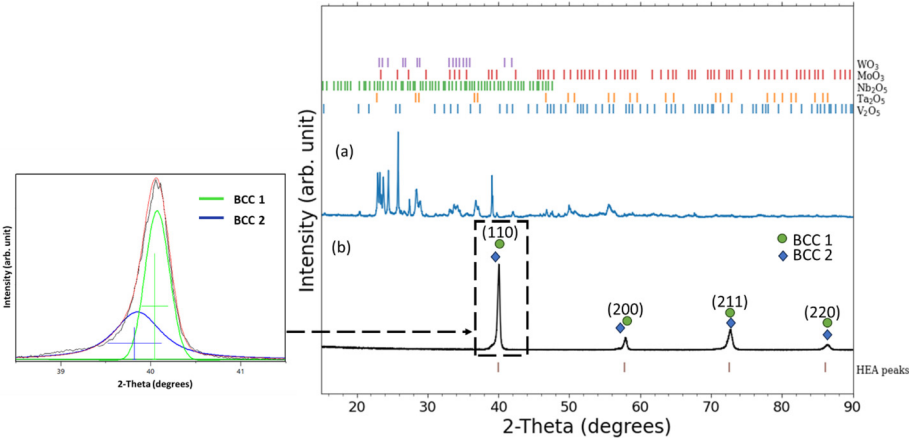 WO3
MoO3
Nb2O5
Ta2O5
V2O5
(a)
(b)
(110)
(200)
(211)
(220)
BCC 1
BCC 2
HEA peaks
Intensity (arb. unit)
20 30 40 50 60 70 80 90
2-Theta (degrees)
BCC 1
BCC 2
Intensity (arb. unit)
39 40 41
2-Theta (degrees)